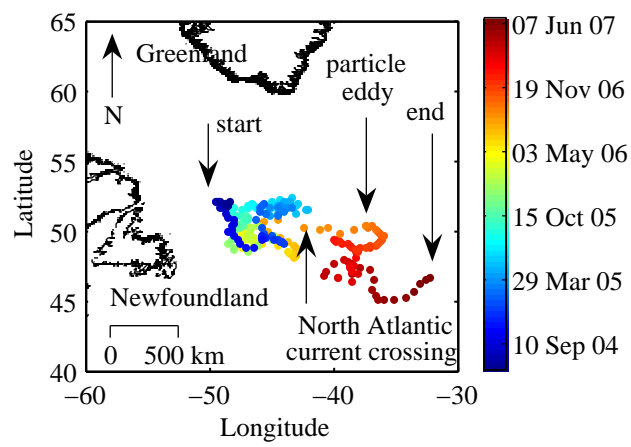 65
60
55
50
45
40
Latitude
−60
−50
−40
−30
Longitude
Greenland
N
start
particle
eddy
end
Newfoundland
0 500 km
North Atlantic
current crossing
07 Jun 07
19 Nov 06
03 May 06
15 Oct 05
29 Mar 05
10 Sep 04